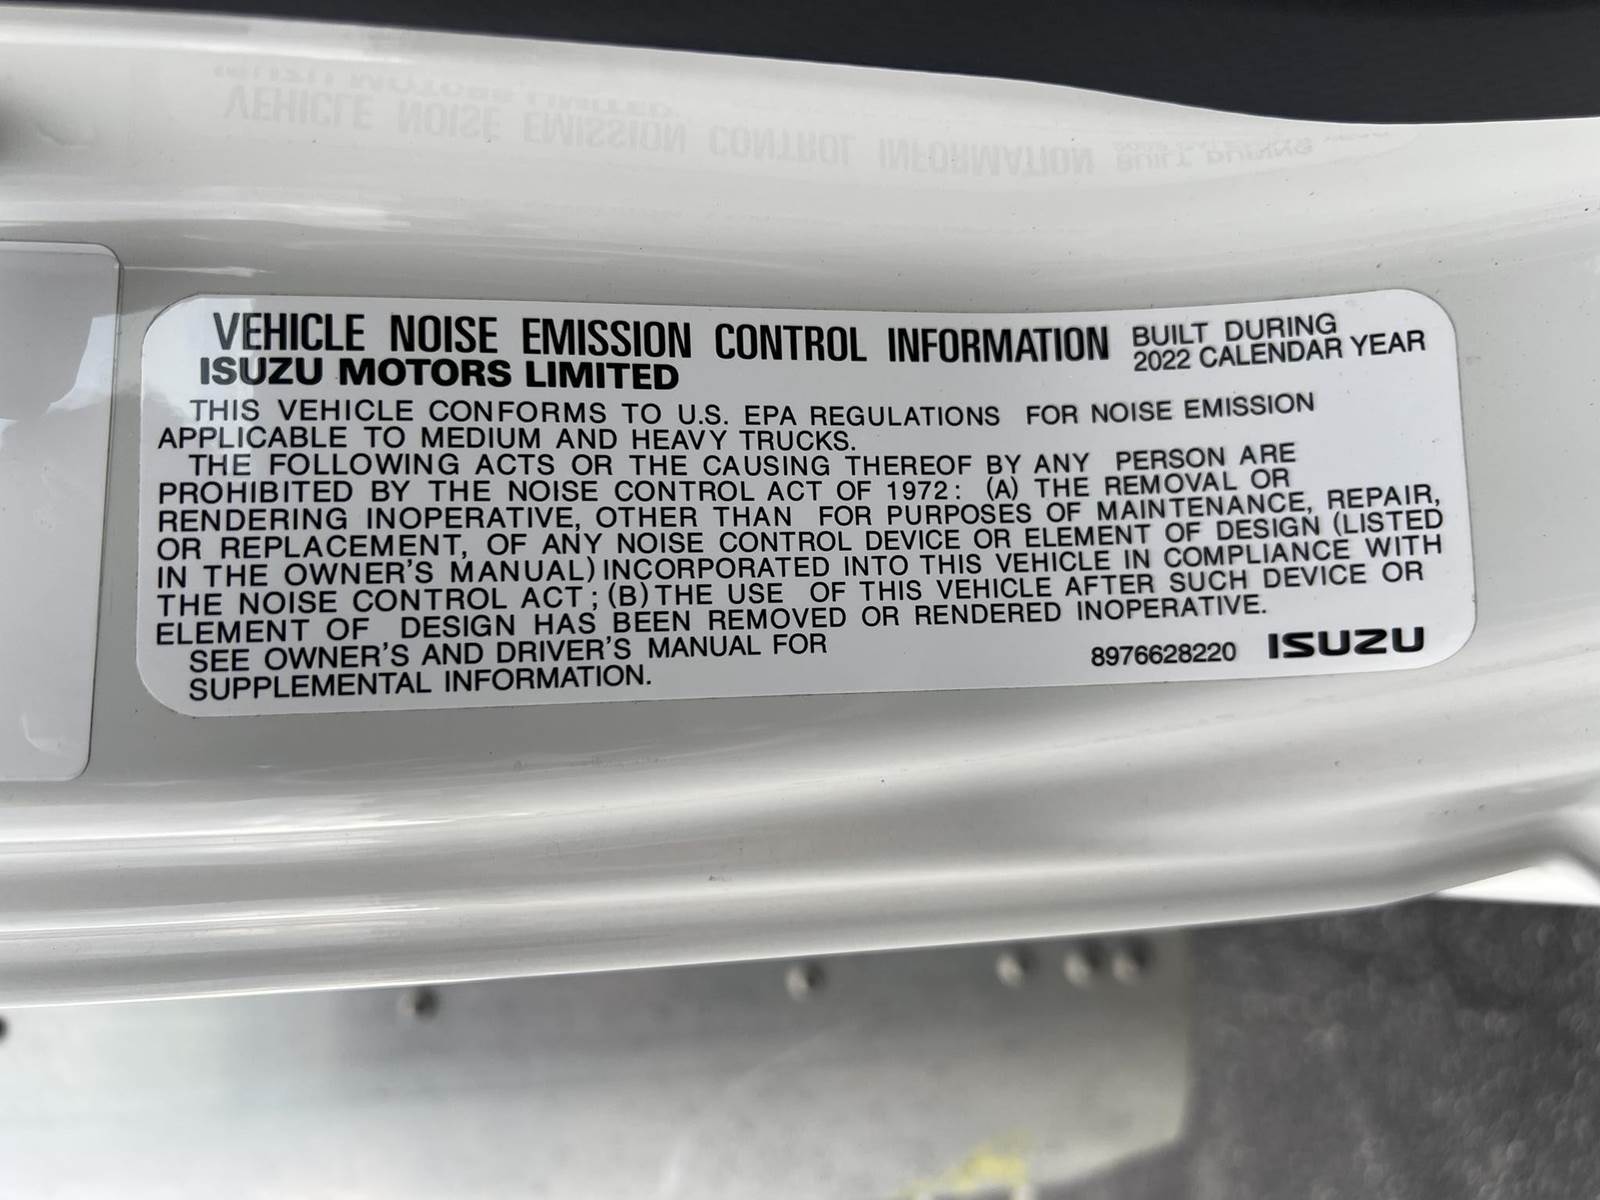 VEHICLE NOISE EMISSION CONTROL INFORMATION BUILT DURING
2022 CALENDAR YEAR
ISUZU MOTORS LIMITED
THIS VEHICLE CONFORMS TO U.S. EPA REGULATIONS FOR NOISE EMISSION
APPLICABLE TO MEDIUM AND HEAVY TRUCKS.
THE FOLLOWING ACTS OR THE CAUSING THEREOF BY ANY PERSON ARE
PROHIBITED BY THE NOISE CONTROL ACT OF 1972: (A) THE REMOVAL OR
RENDERING INOPERATIVE, OTHER THAN FOR PURPOSES OF MAINTENANCE, REPAIR,
OR REPLACEMENT, OF ANY NOISE CONTROL DEVICE OR ELEMENT OF DESIGN (LISTED
IN THE OWNER'S MANUAL) INCORPORATED INTO THIS VEHICLE IN COMPLIANCE WITH
THE NOISE CONTROL ACT; (B) THE USE OF THIS VEHICLE AFTER SUCH DEVICE OR
ELEMENT OF DESIGN HAS BEEN REMOVED OR RENDERED INOPERATIVE.
SEE OWNER'S AND DRIVER'S MANUAL FOR
SUPPLEMENTAL INFORMATION.
8976628220 ISUZU